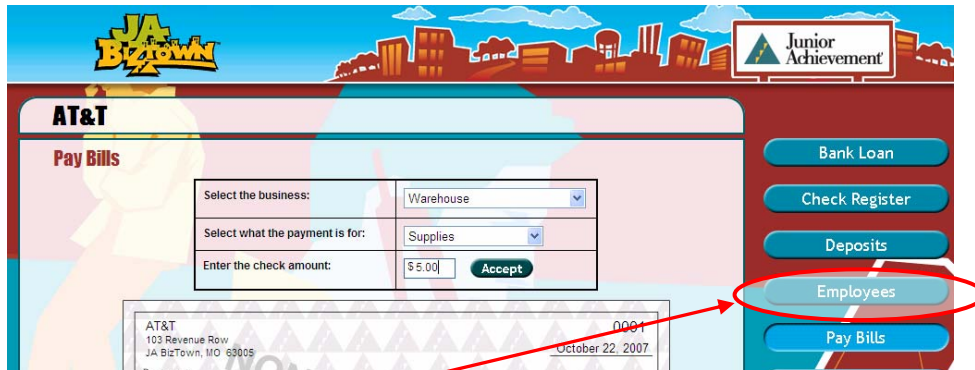 JA
BIZTOWN
Junior
Achievement
AT&T
Pay Bills
Select the business: Warehouse
Select what the payment is for: Supplies
Enter the check amount: $ 5.00 Accept
AT&T 0091
103 Revenue Row
JA BizTown, MO 63005 October 22, 2007
Bank Loan
Check Register
Deposits
Employees
Pay Bills